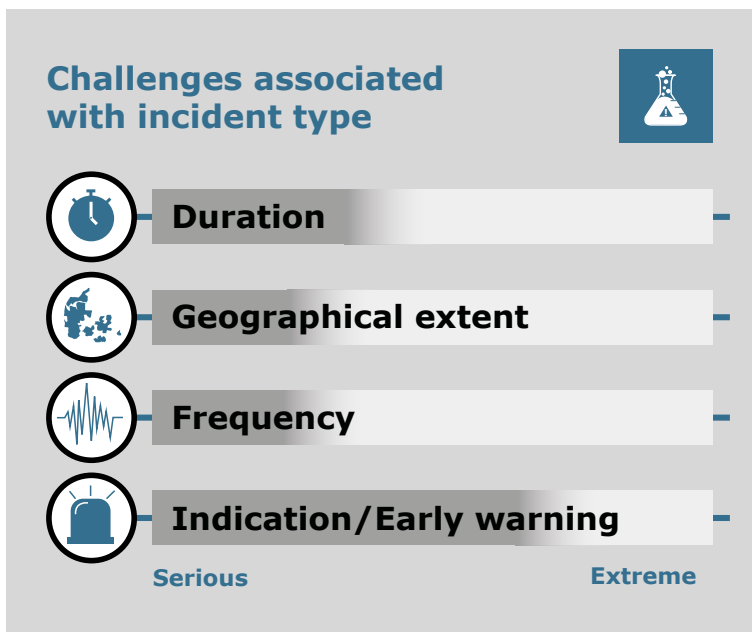 Challenges associated
with incident type
Duration
Geographical extent
Frequency
Indication/Early warning
Serious
Extreme